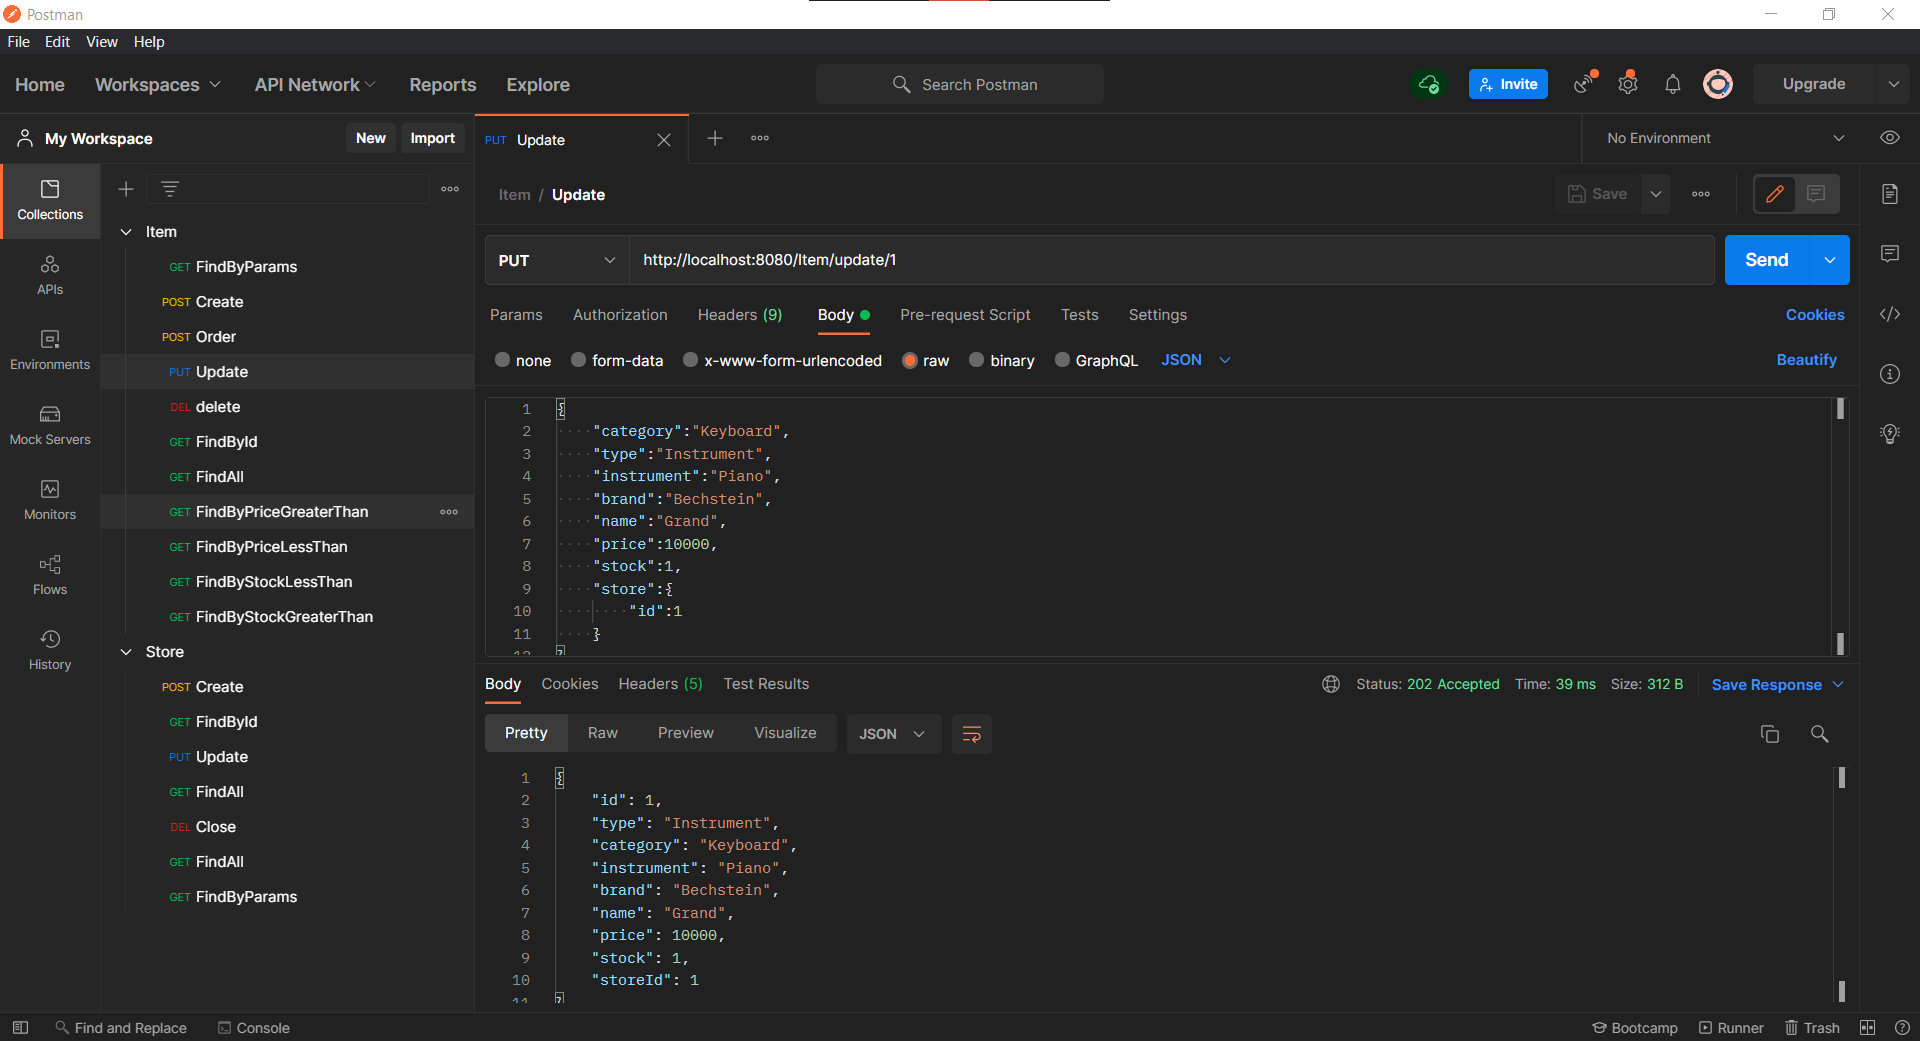 Postman
File Edit View Help
Home Workspaces API Network Reports Explore Search Postman Invite Upgrade
My Workspace New Import
PUT Update No Environment
Collections
APIs
Environments
Mock Servers
Monitors
Flows
History
Item
GET FindByParams
POST Create
POST Order
PUT Update
DEL delete
GET FindById
GET FindAll
GET FindByPriceGreaterThan
GET FindByPriceLessThan
GET FindByStockLessThan
GET FindByStockGreaterThan
Store
POST Create
GET FindById
PUT Update
GET FindAll
DEL Close
GET FindAll
GET FindByParams
Item / Update Save
PUT http://localhost:8080/Item/update/1 Send
Params Authorization Headers (9) Body Pre-request Script Tests Settings Cookies
none form-data x-www-form-urlencoded raw binary GraphQL JSON Beautify
1 {
2 "category":"Keyboard",
3 "type":"Instrument",
4 "instrument":"Piano",
5 "brand":"Bechstein",
6 "name":"Grand",
7 "price":10000,
8 "stock":1,
9 "store":{
10 "id":1
11 }
12 }
Body Cookies Headers (5) Test Results Status: 202 Accepted Time: 39 ms Size: 312 B Save Response
Pretty Raw Preview Visualize JSON
1 {
2 "id": 1,
3 "type": "Instrument",
4 "category": "Keyboard",
5 "instrument": "Piano",
6 "brand": "Bechstein",
7 "name": "Grand",
8 "price": 10000,
9 "stock": 1,
10 "storeId": 1
11 }
Find and Replace Console Bootcamp Runner Trash